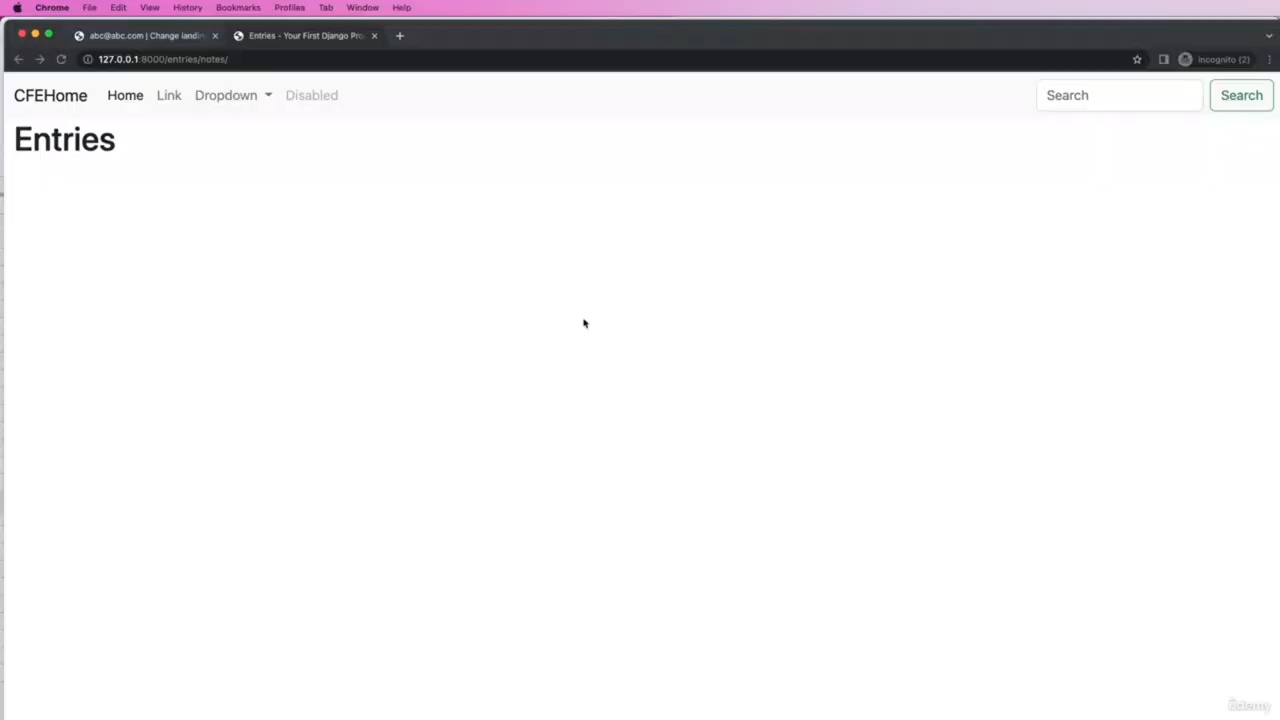 Chrome File Edit View History Bookmarks Profiles Tab Window Help
abc@abc.com | Change landin Entries - Your First Django Pro
127.0.0.1:8000/entries/notes/ Incognito (2)
CFEHome Home Link Dropdown Disabled Search Search
Entries
ûdemy